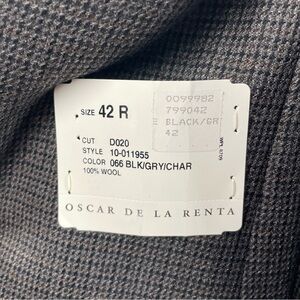 SIZE 42 R
0099982
799042
BLACK/GR
42
CUT D020
STYLE 10-011955
COLOR 066 BLK/GRY/CHAR
100% WOOL
OSCAR DE LA RENTA